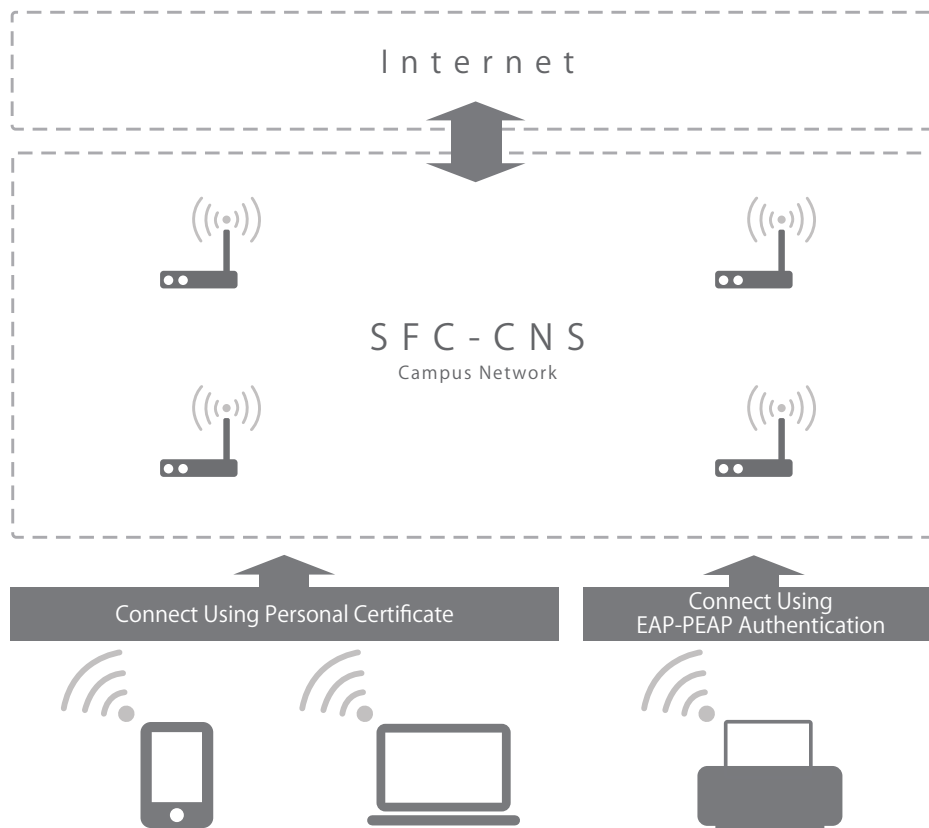 Internet
SFC-CNS
Campus Network
Connect Using Personal Certificate
Connect Using
EAP-PEAP Authentication